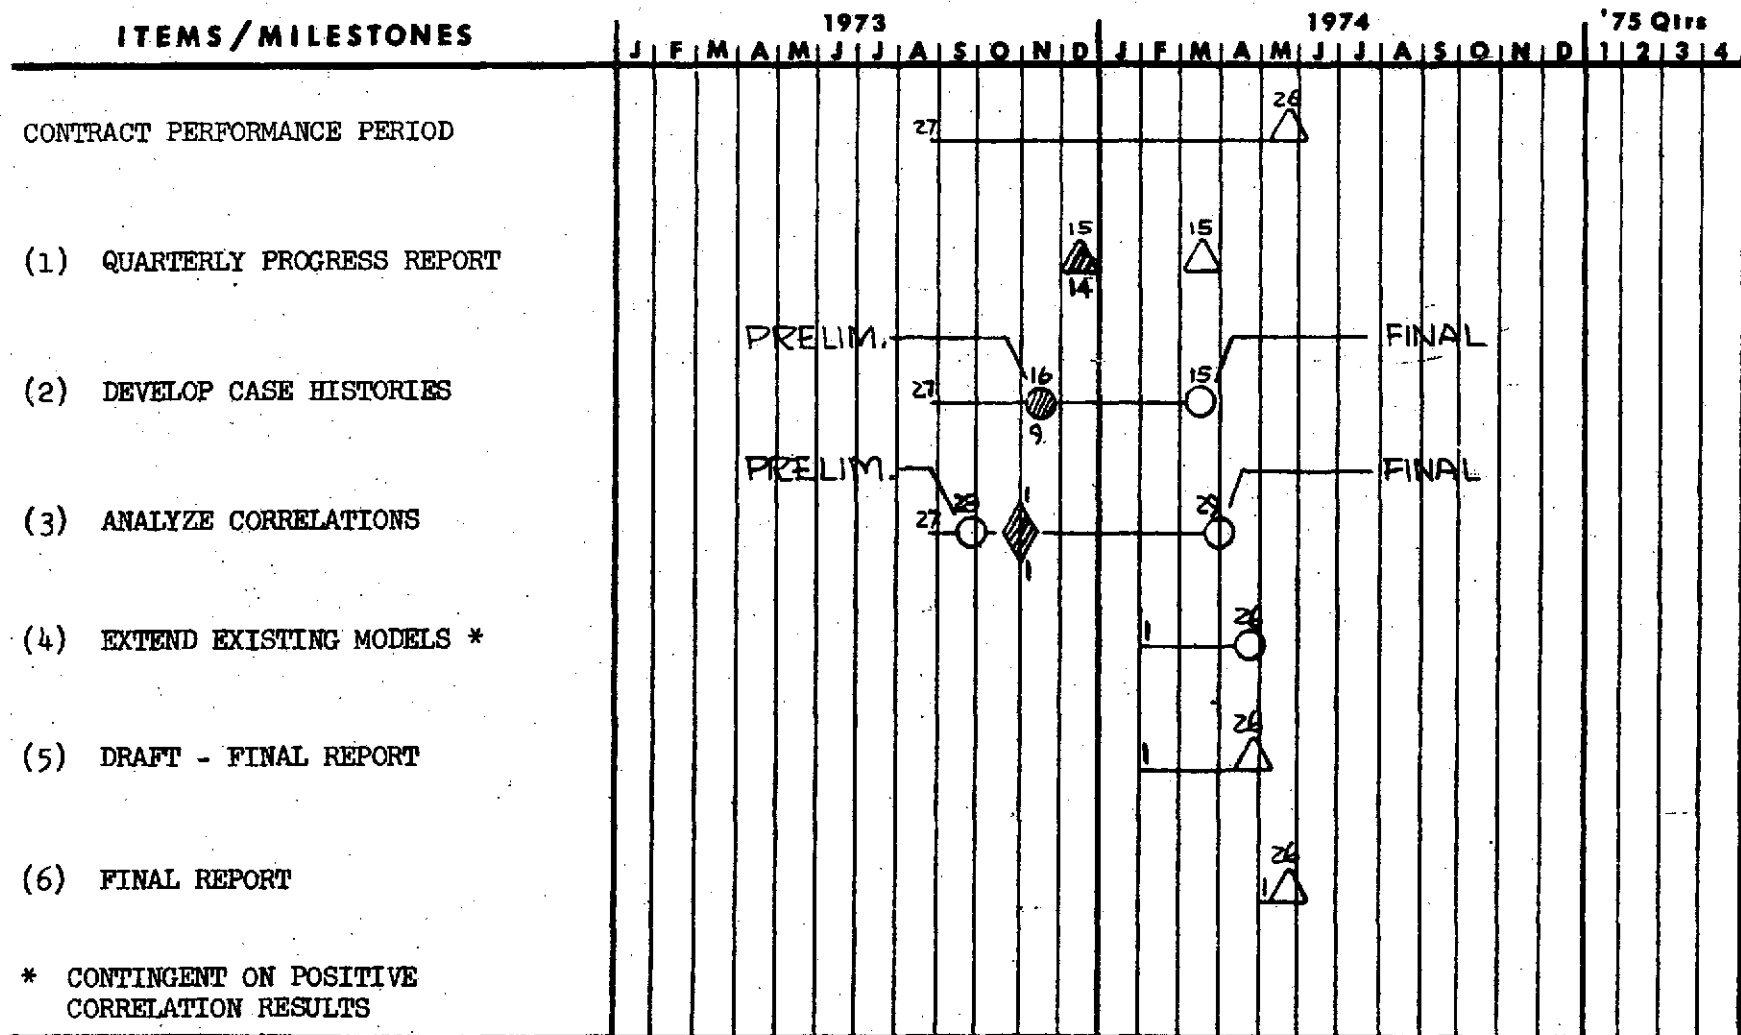 ITEMS/MILESTONES
1973 1974 '75 Qtrs
J F M A M J J A S O N D J F M A M J J A S O N D 1 2 3 4
CONTRACT PERFORMANCE PERIOD 27 26
(1) QUARTERLY PROGRESS REPORT 15 15
14
PRELIM. FINAL
(2) DEVELOP CASE HISTORIES 27 16 15
9
PRELIM. FINAL
(3) ANALYZE CORRELATIONS 27 1 29
1
(4) EXTEND EXISTING MODELS * 1 26
(5) DRAFT - FINAL REPORT 1 26
(6) FINAL REPORT 1 26
* CONTINGENT ON POSITIVE
CORRELATION RESULTS